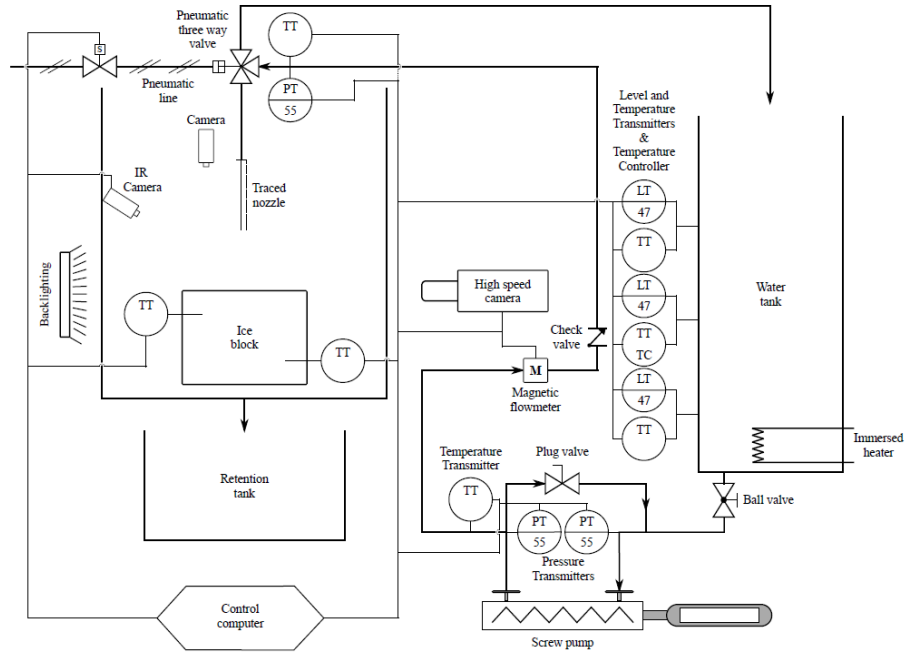 Pneumatic
three way
valve
TT
S
PT
55
Pneumatic
line
Camera
Level and
Temperature
Transmitters
&
Temperature
Controller
IR
Camera
Traced
nozzle
LT
47
TT
Backlighting
High speed
camera
LT
47
Water
tank
TT
Ice
block
TT
Check
valve
TT
TC
M
Magnetic
flowmeter
LT
47
TT
Immersed
heater
Temperature
Transmitter
Plug valve
Retention
tank
TT
Ball valve
PT
55
PT
55
Pressure
Transmitters
Control
computer
Screw pump